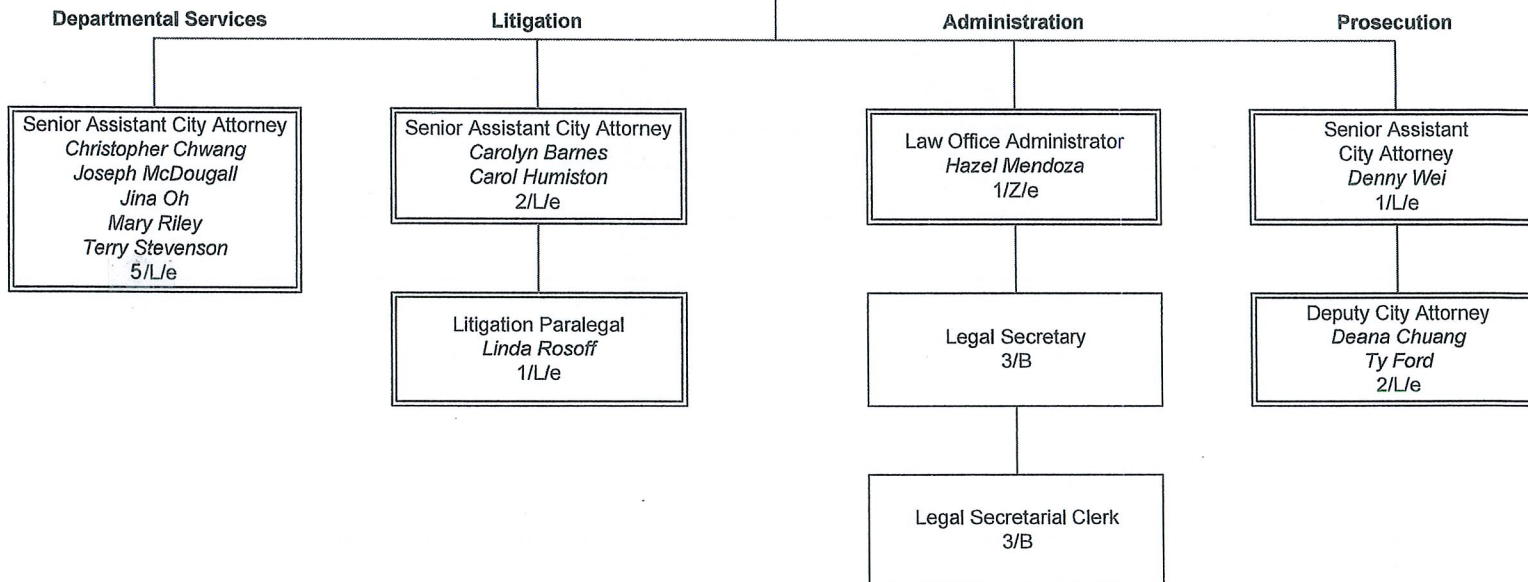 Departmental Services
Litigation
Administration
Prosecution
Senior Assistant City Attorney
Christopher Chwang
Joseph McDougall
Jina Oh
Mary Riley
Terry Stevenson
5/L/e
Senior Assistant City Attorney
Carolyn Barnes
Carol Humiston
2/L/e
Litigation Paralegal
Linda Rosoff
1/L/e
Law Office Administrator
Hazel Mendoza
1/Z/e
Legal Secretary
3/B
Legal Secretarial Clerk
3/B
Senior Assistant
City Attorney
Denny Wei
1/L/e
Deputy City Attorney
Deana Chuang
Ty Ford
2/L/e